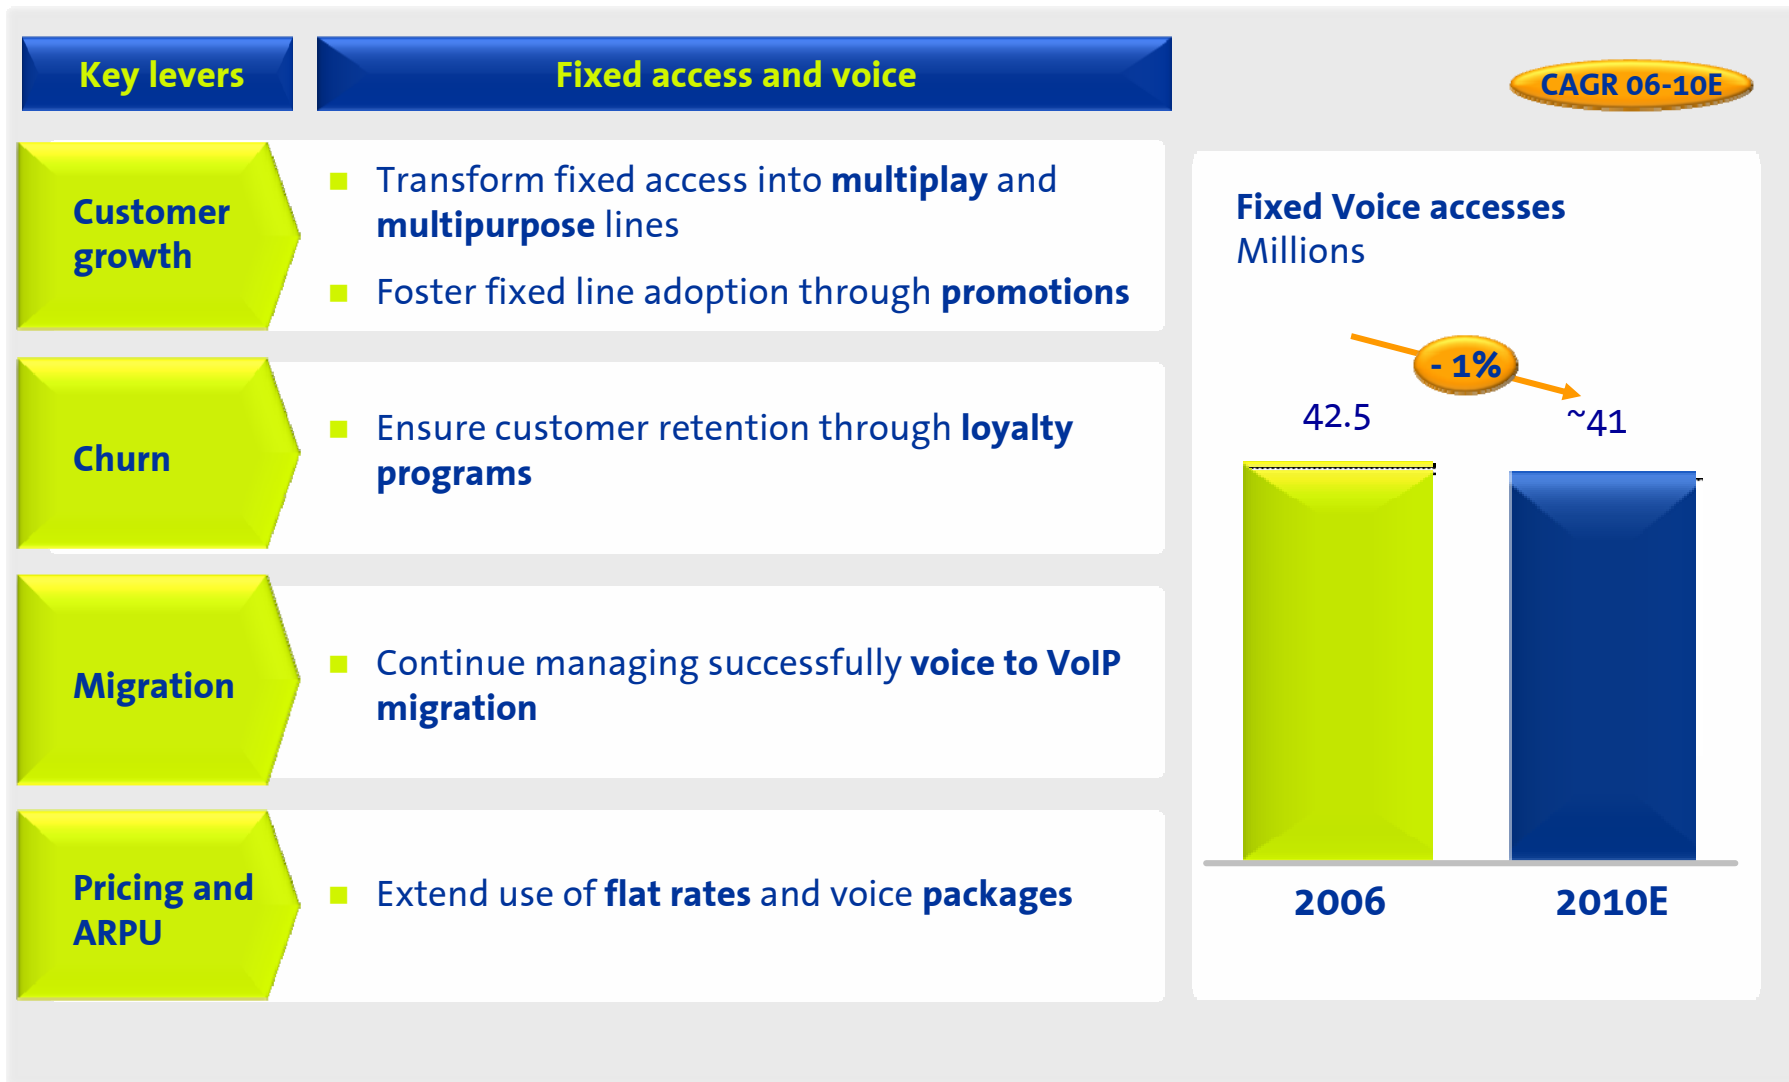 Key levers
Fixed access and voice
CAGR 06-10E
Customer
growth
Transform fixed access into multiplay and
multipurpose lines
Foster fixed line adoption through promotions
Churn
Ensure customer retention through loyalty
programs
Migration
Continue managing successfully voice to VoIP
migration
Pricing and
ARPU
Extend use of flat rates and voice packages
Fixed Voice accesses
Millions
- 1%
42.5
~41
2006
2010E